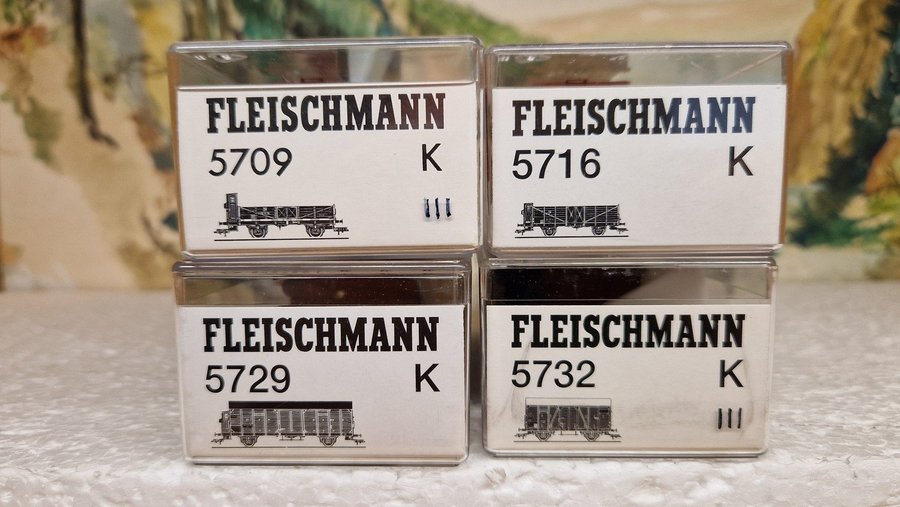 FLEISCHMANN
5709 K
III
FLEISCHMANN
5716 K
FLEISCHMANN
5729 K
FLEISCHMANN
5732 K
III